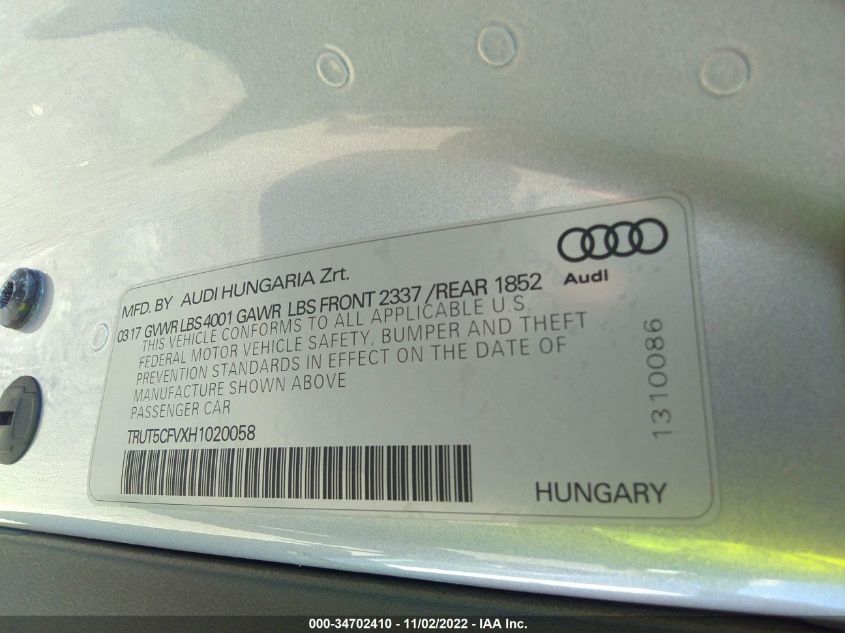 Audi
MFD. BY AUDI HUNGARIA Zrt.
0317 GVWR LBS 4001 GAWR LBS FRONT 2337 /REAR 1852
THIS VEHICLE CONFORMS TO ALL APPLICABLE U.S.
FEDERAL MOTOR VEHICLE SAFETY, BUMPER AND THEFT
PREVENTION STANDARDS IN EFFECT ON THE DATE OF
MANUFACTURE SHOWN ABOVE
PASSENGER CAR
TRUT5CFVXH1020058
HUNGARY
1310086
000-34702410 - 11/02/2022 - IAA Inc.